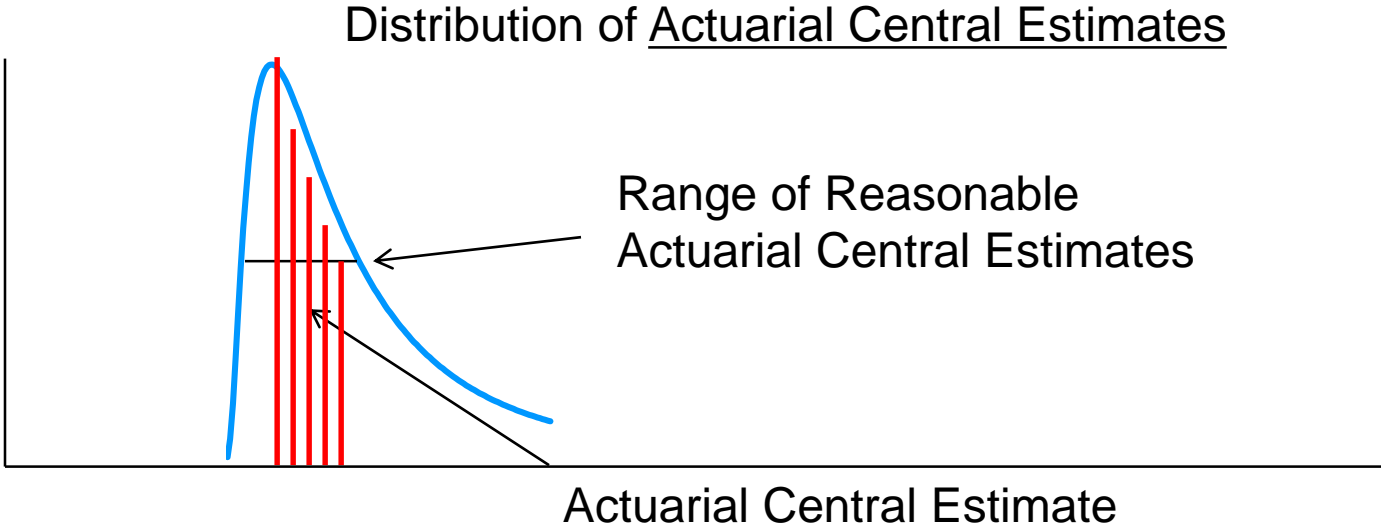 Distribution of Actuarial Central Estimates
Range of Reasonable
Actuarial Central Estimates
Actuarial Central Estimate